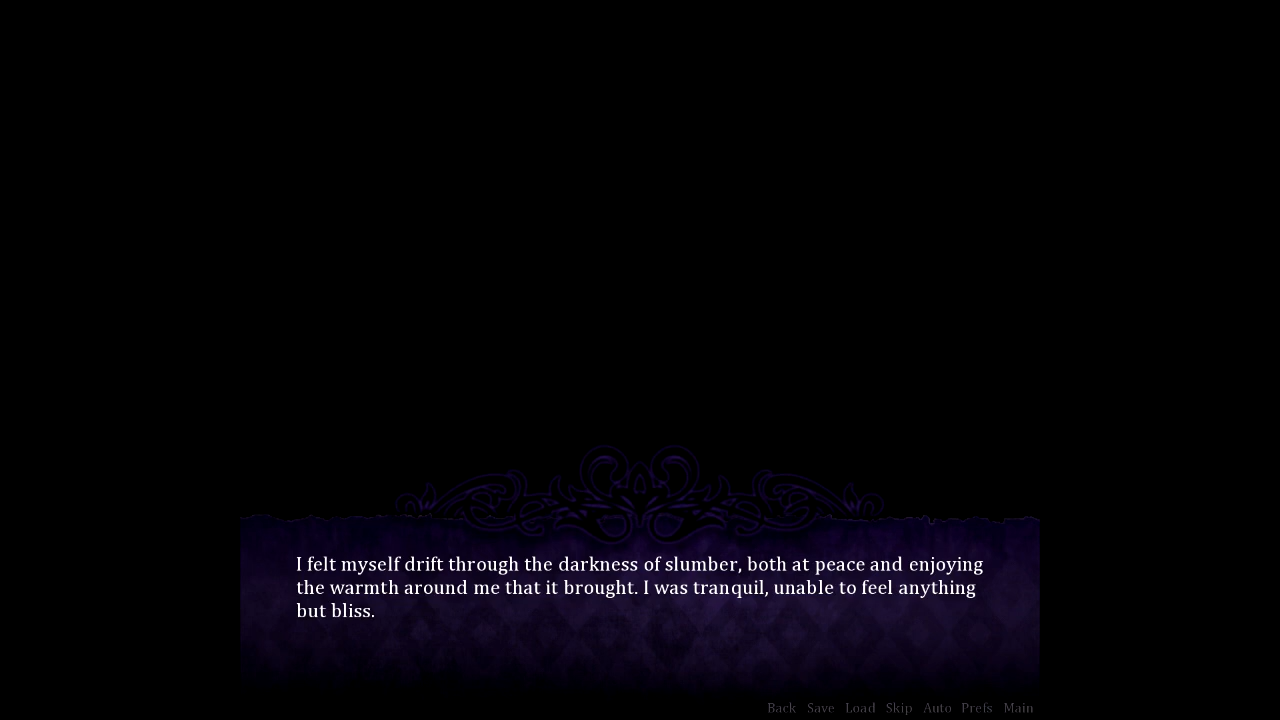 I felt myself drift through the darkness of slumber, both at peace and enjoying
the warmth around me that it brought. I was tranquil, unable to feel anything
but bliss.
Back Save Load Skip Auto Prefs Main